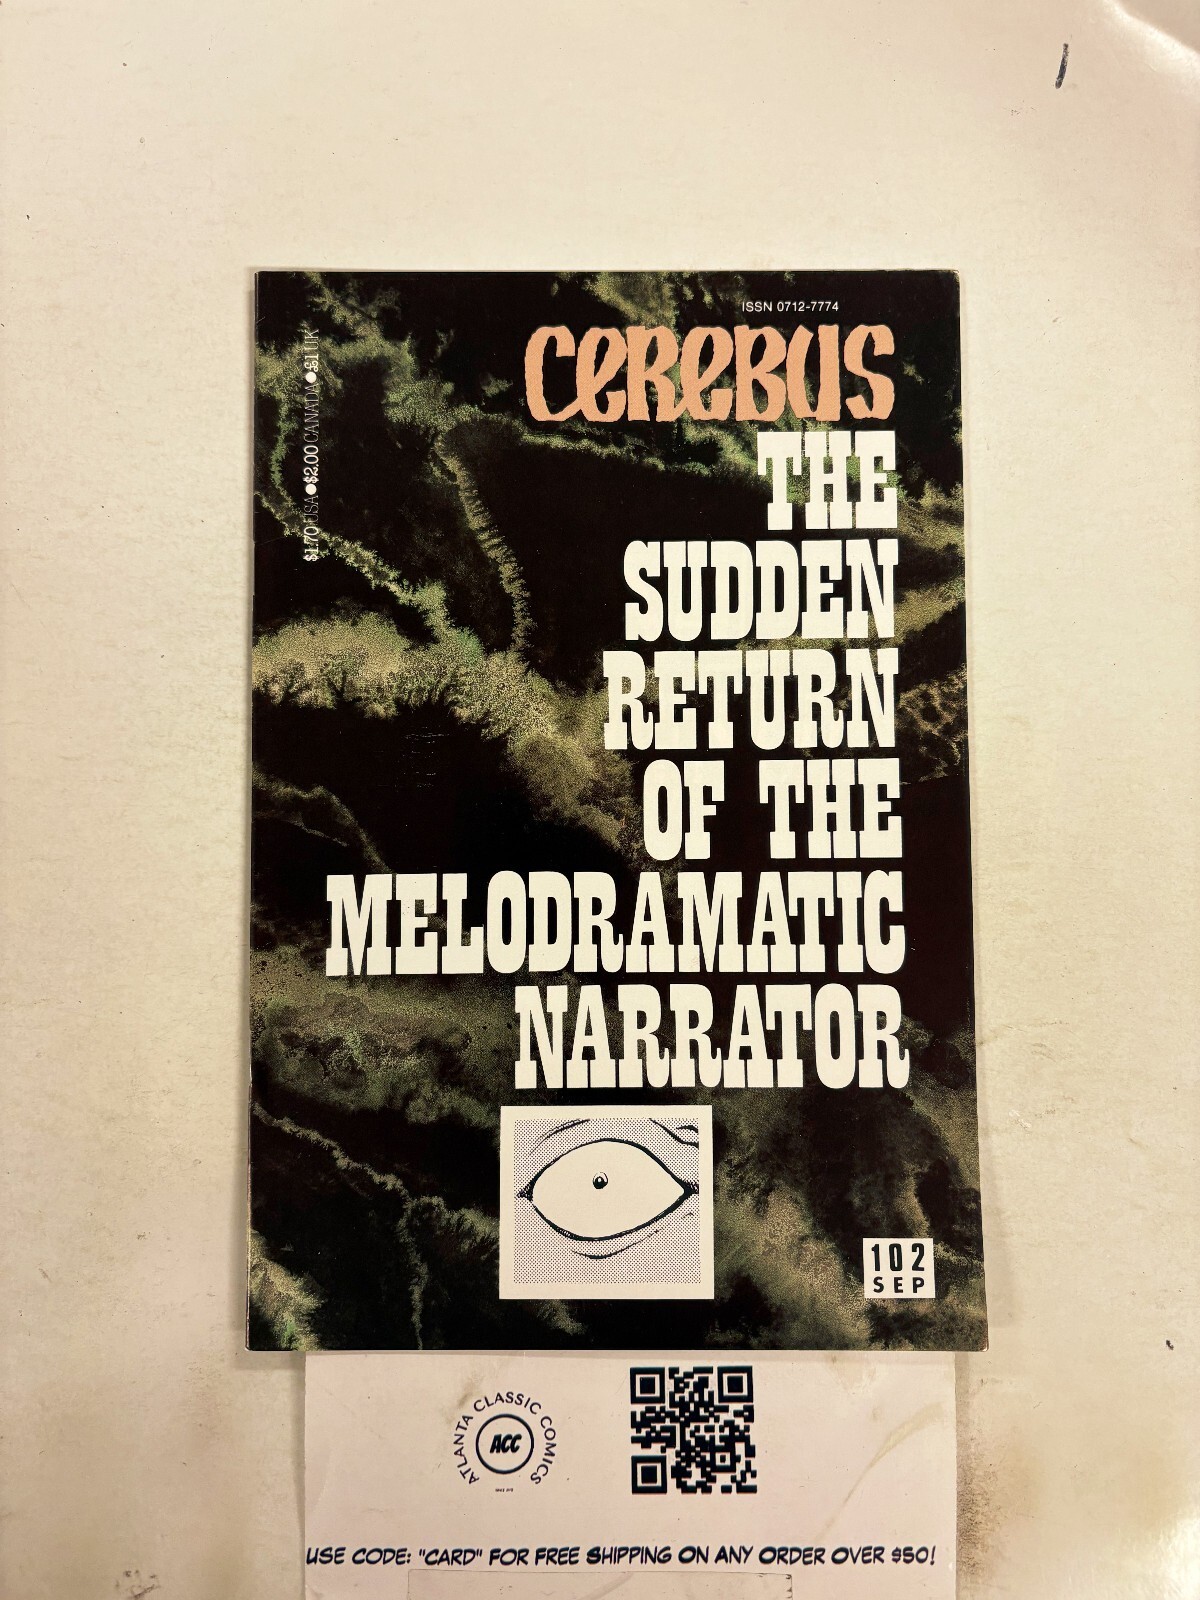 ISSN 0712-7774
CEREBUS
$1.70 USA●$2.00 CANADA●£1 UK
THE
SUDDEN
RETURN
OF THE
MELODRAMATIC
NARRATOR
102
SEP
ATLANTA CLASSIC COMICS
ACC
USE CODE: "CARD" FOR FREE SHIPPING ON ANY ORDER OVER $50!